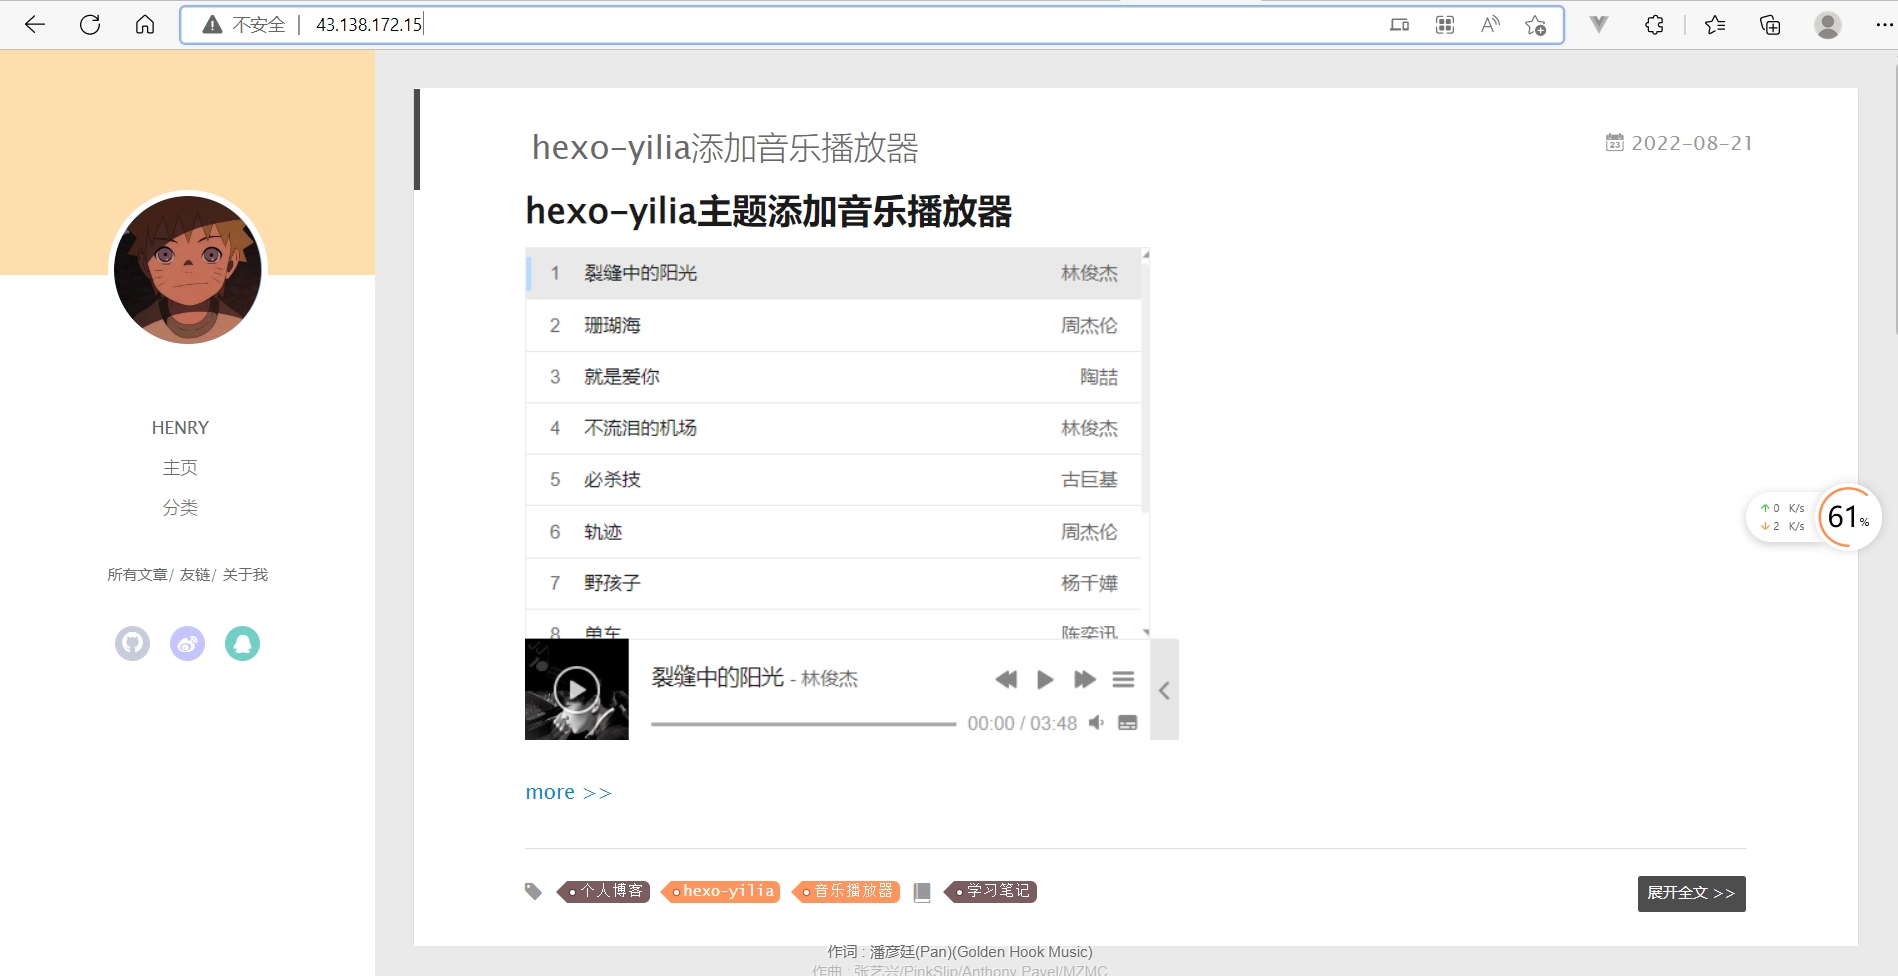 不安全 | 43.138.172.15
hexo-yilia添加音乐播放器
23 2022-08-21
hexo-yilia主题添加音乐播放器
1 裂缝中的阳光 林俊杰
2 珊瑚海 周杰伦
3 就是爱你 陶喆
4 不流泪的机场 林俊杰
5 必杀技 古巨基
6 轨迹 周杰伦
7 野孩子 杨千嬅
8 单车 陈奕迅
裂缝中的阳光 - 林俊杰
00:00 / 03:48
more >>
个人博客 hexo-yilia 音乐播放器 学习笔记
展开全文 >>
HENRY
主页
分类
所有文章/ 友链/ 关于我
↑ 0 K/s
↓ 2 K/s
61%
作词 : 潘彦廷(Pan)(Golden Hook Music)
作曲 : 张艺兴/PinkSlip/Anthony Pavel/MZMC